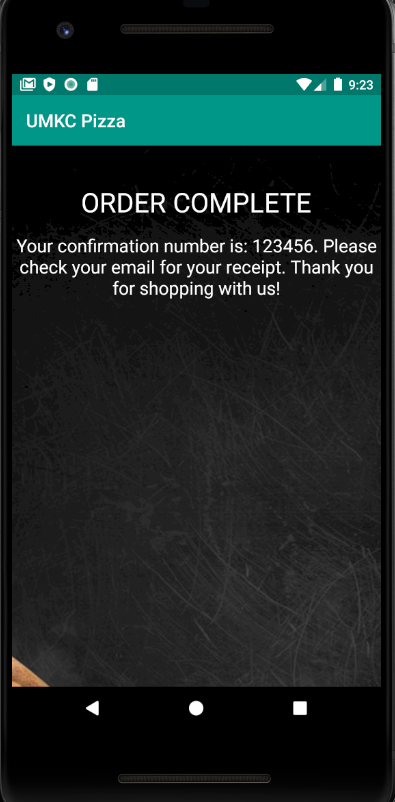 9:23
UMKC Pizza
ORDER COMPLETE
Your confirmation number is: 123456. Please
check your email for your receipt. Thank you
for shopping with us!